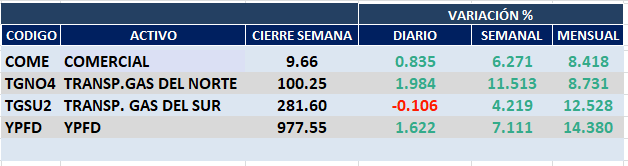 VARIACIÓN %
CODIGO ACTIVO CIERRE SEMANA DIARIO SEMANAL MENSUAL
COME COMERCIAL 9.66 0.835 6.271 8.418
TGNO4 TRANSP.GAS DEL NORTE 100.25 1.984 11.513 8.731
TGSU2 TRANSP. GAS DEL SUR 281.60 -0.106 4.219 12.528
YPFD YPFD 977.55 1.622 7.111 14.380